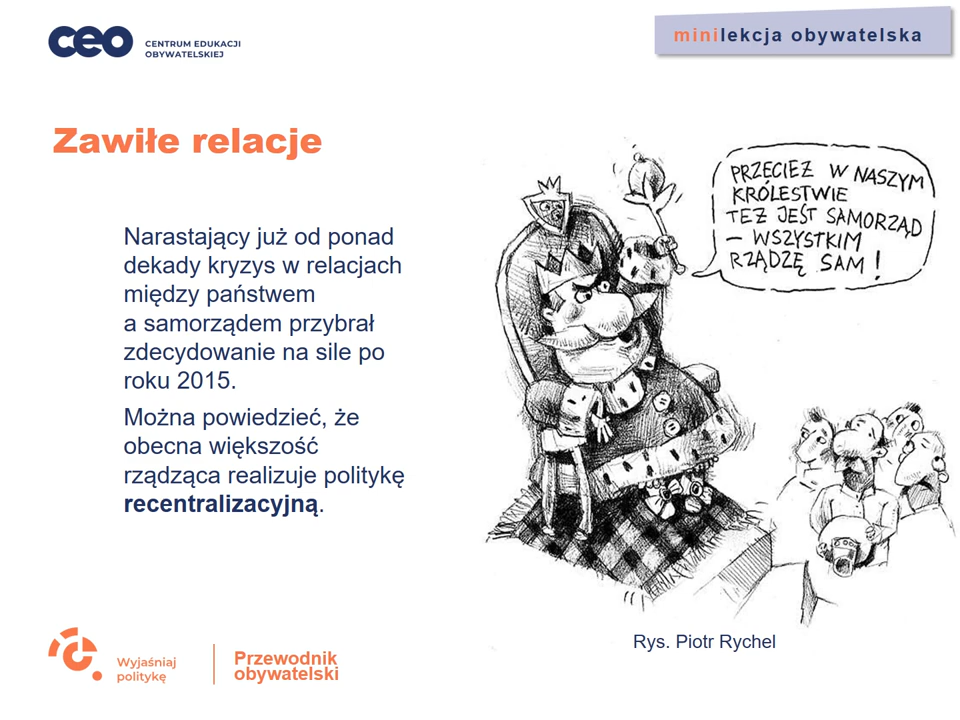 ceo CENTRUM EDUKACJI
OBYWATELSKIEJ
minilekcja obywatelska
Zawiłe relacje
Narastający już od ponad
dekady kryzys w relacjach
między państwem
a samorządem przybrał
zdecydowanie na sile po
roku 2015.
Można powiedzieć, że
obecna większość
rządząca realizuje politykę
recentralizacyjną.
PRZECIEŻ W NASZYM
KRÓLESTWIE
TEŻ JEST SAMORZĄD
– WSZYSTKIM
RZĄDZĘ SAM!
Rys. Piotr Rychel
Wyjaśniaj
politykę
Przewodnik
obywatelski